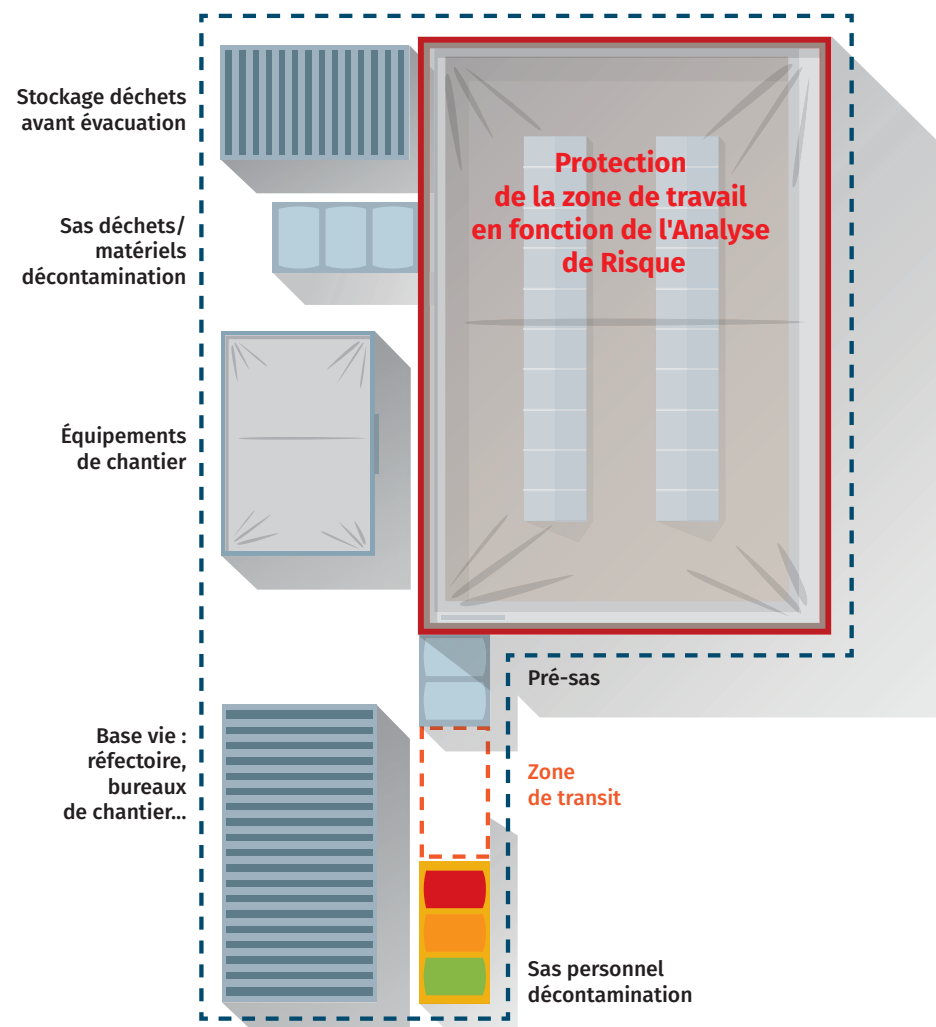 Stockage déchets
avant évacuation
Protection
de la zone de travail
en fonction de l'Analyse
de Risque
Sas déchets/
matériels
décontamination
Équipements
de chantier
Pré-sas
Base vie :
réfectoire,
bureaux
de chantier...
Zone
de transit
Sas personnel
décontamination